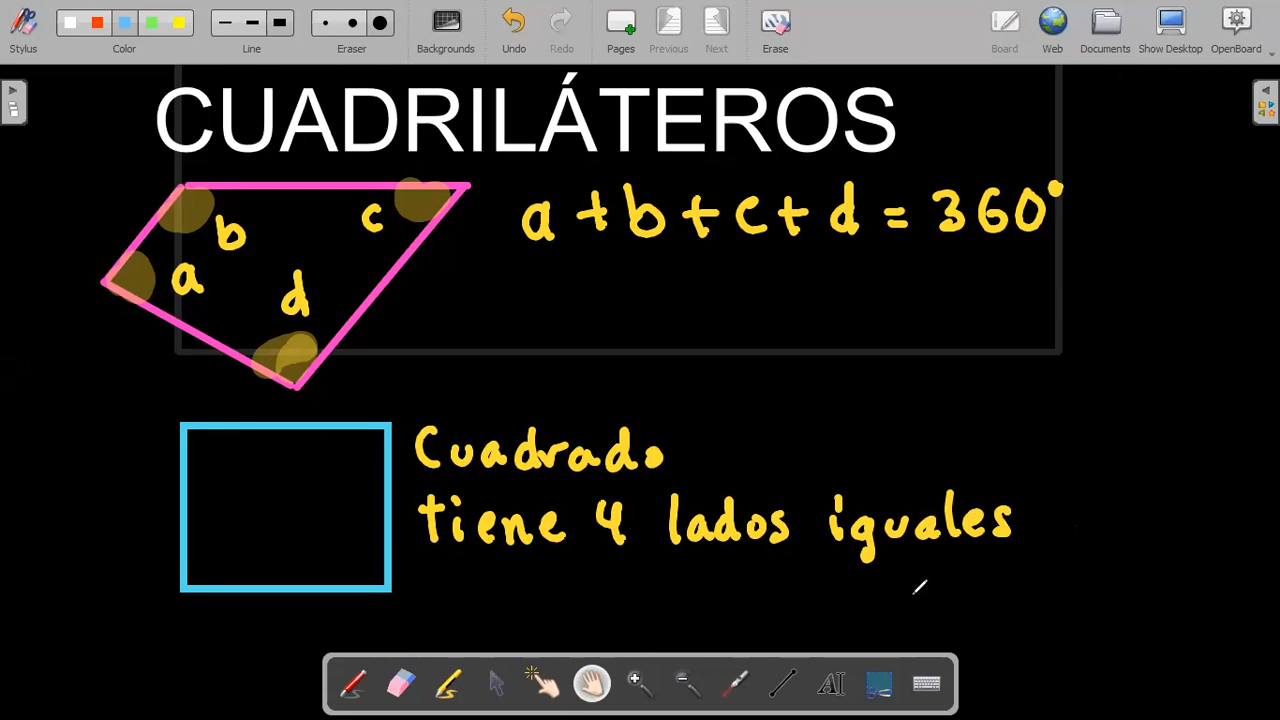 Stylus
Color
Line
Eraser
Backgrounds
Undo
Redo
Pages
Previous
Next
Erase
Board
Web
Documents
Show Desktop
OpenBoard
CUADRILÁTEROS
a + b + c + d = 360°
b
c
a
d
Cuadrado
tiene 4 lados iguales
AI